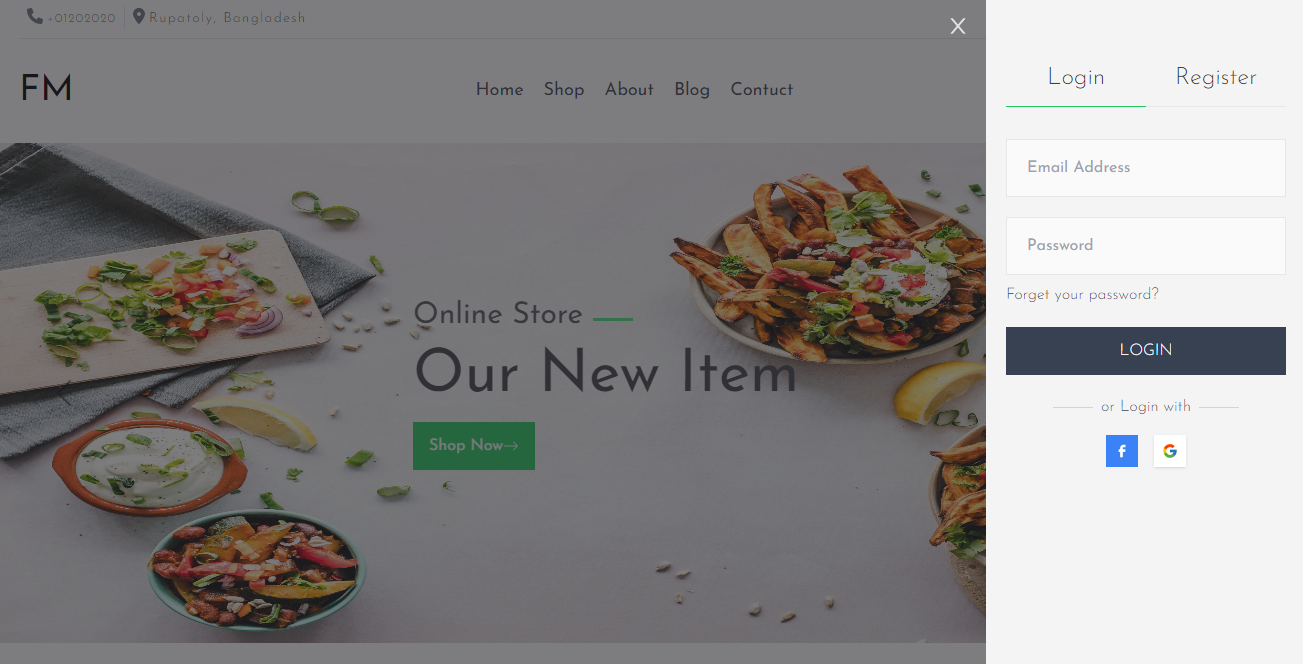 +01202020 Rupatoly, Bangladesh
X
FM
Home Shop About Blog Contuct
Online Store
Our New Item
Shop Now→
Login Register
Email Address
Password
Forget your password?
LOGIN
or Login with
f G